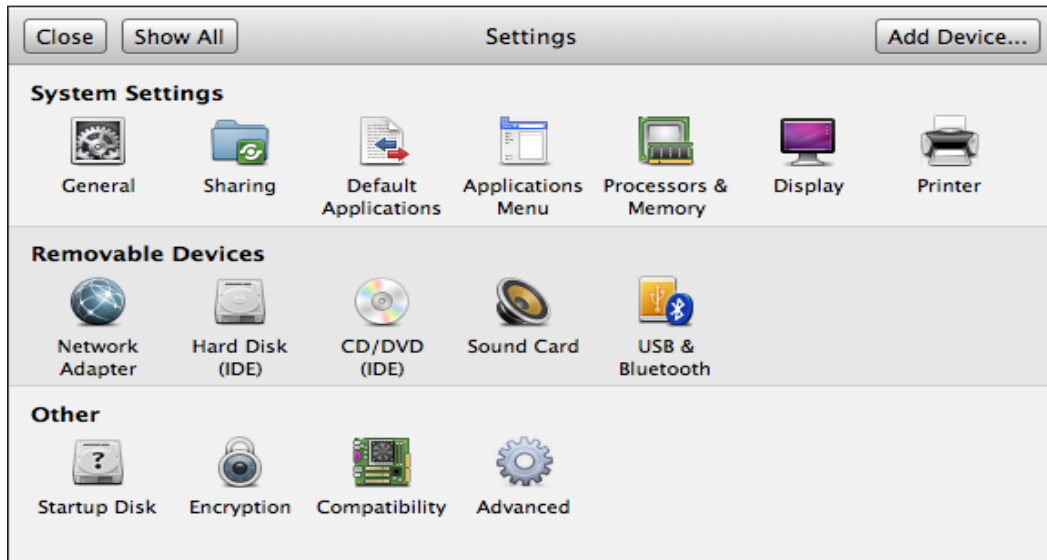 Close Show All Settings Add Device...
System Settings
General Sharing Default Applications Applications Menu Processors & Memory Display Printer
Removable Devices
Network Adapter Hard Disk (IDE) CD/DVD (IDE) Sound Card USB & Bluetooth
Other
?
Startup Disk Encryption Compatibility Advanced